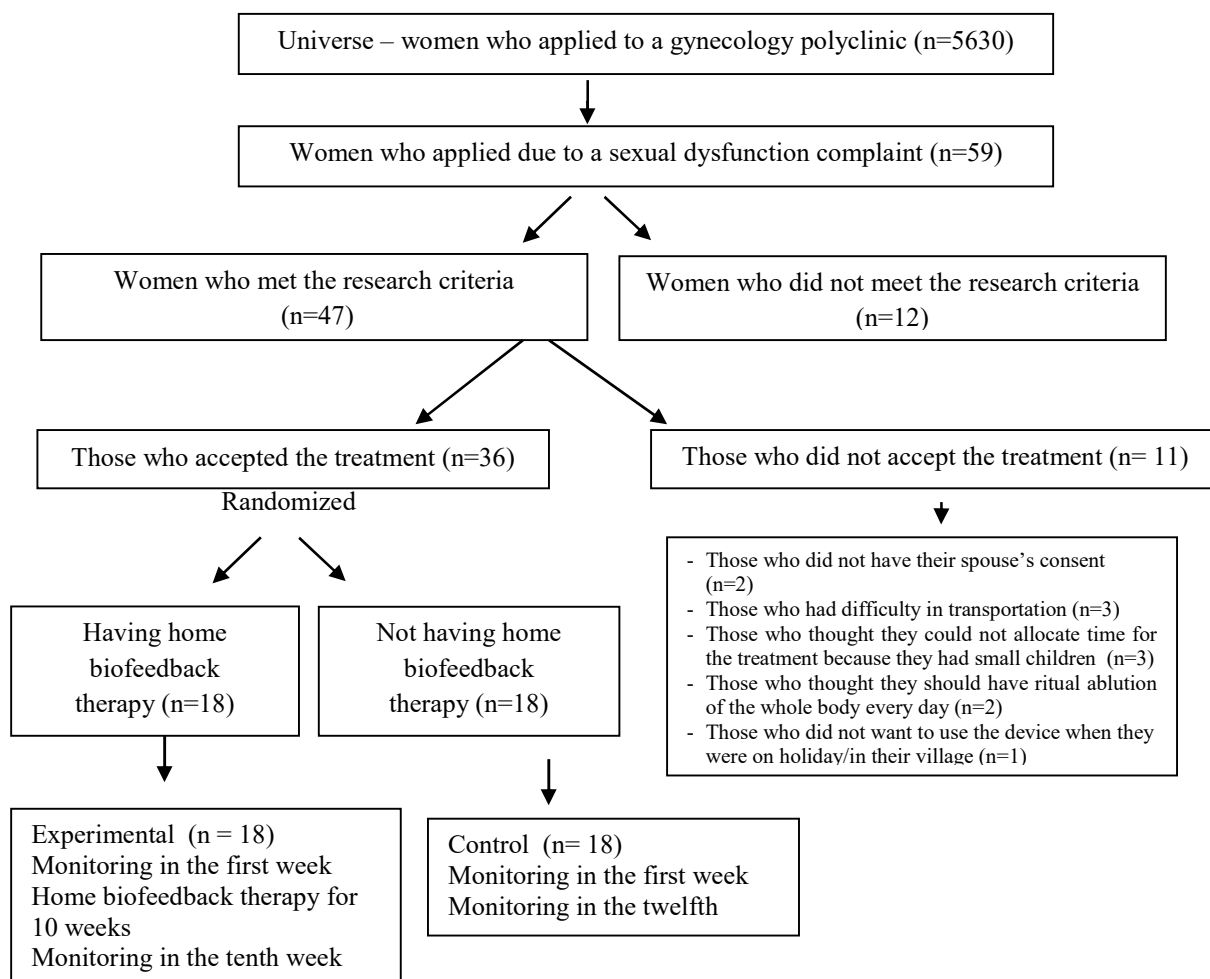 Universe – women who applied to a gynecology polyclinic (n=5630)
Women who applied due to a sexual dysfunction complaint (n=59)
Women who met the research criteria
(n=47)
Women who did not meet the research criteria
(n=12)
Those who accepted the treatment (n=36)
Those who did not accept the treatment (n= 11)
Randomized
- Those who did not have their spouse’s consent
(n=2)
- Those who had difficulty in transportation (n=3)
- Those who thought they could not allocate time for
the treatment because they had small children (n=3)
- Those who thought they should have ritual ablution
of the whole body every day (n=2)
- Those who did not want to use the device when they
were on holiday/in their village (n=1)
Having home
biofeedback
therapy (n=18)
Not having home
biofeedback
therapy (n=18)
Experimental (n = 18)
Monitoring in the first week
Home biofeedback therapy for
10 weeks
Monitoring in the tenth week
Control (n= 18)
Monitoring in the first week
Monitoring in the twelfth